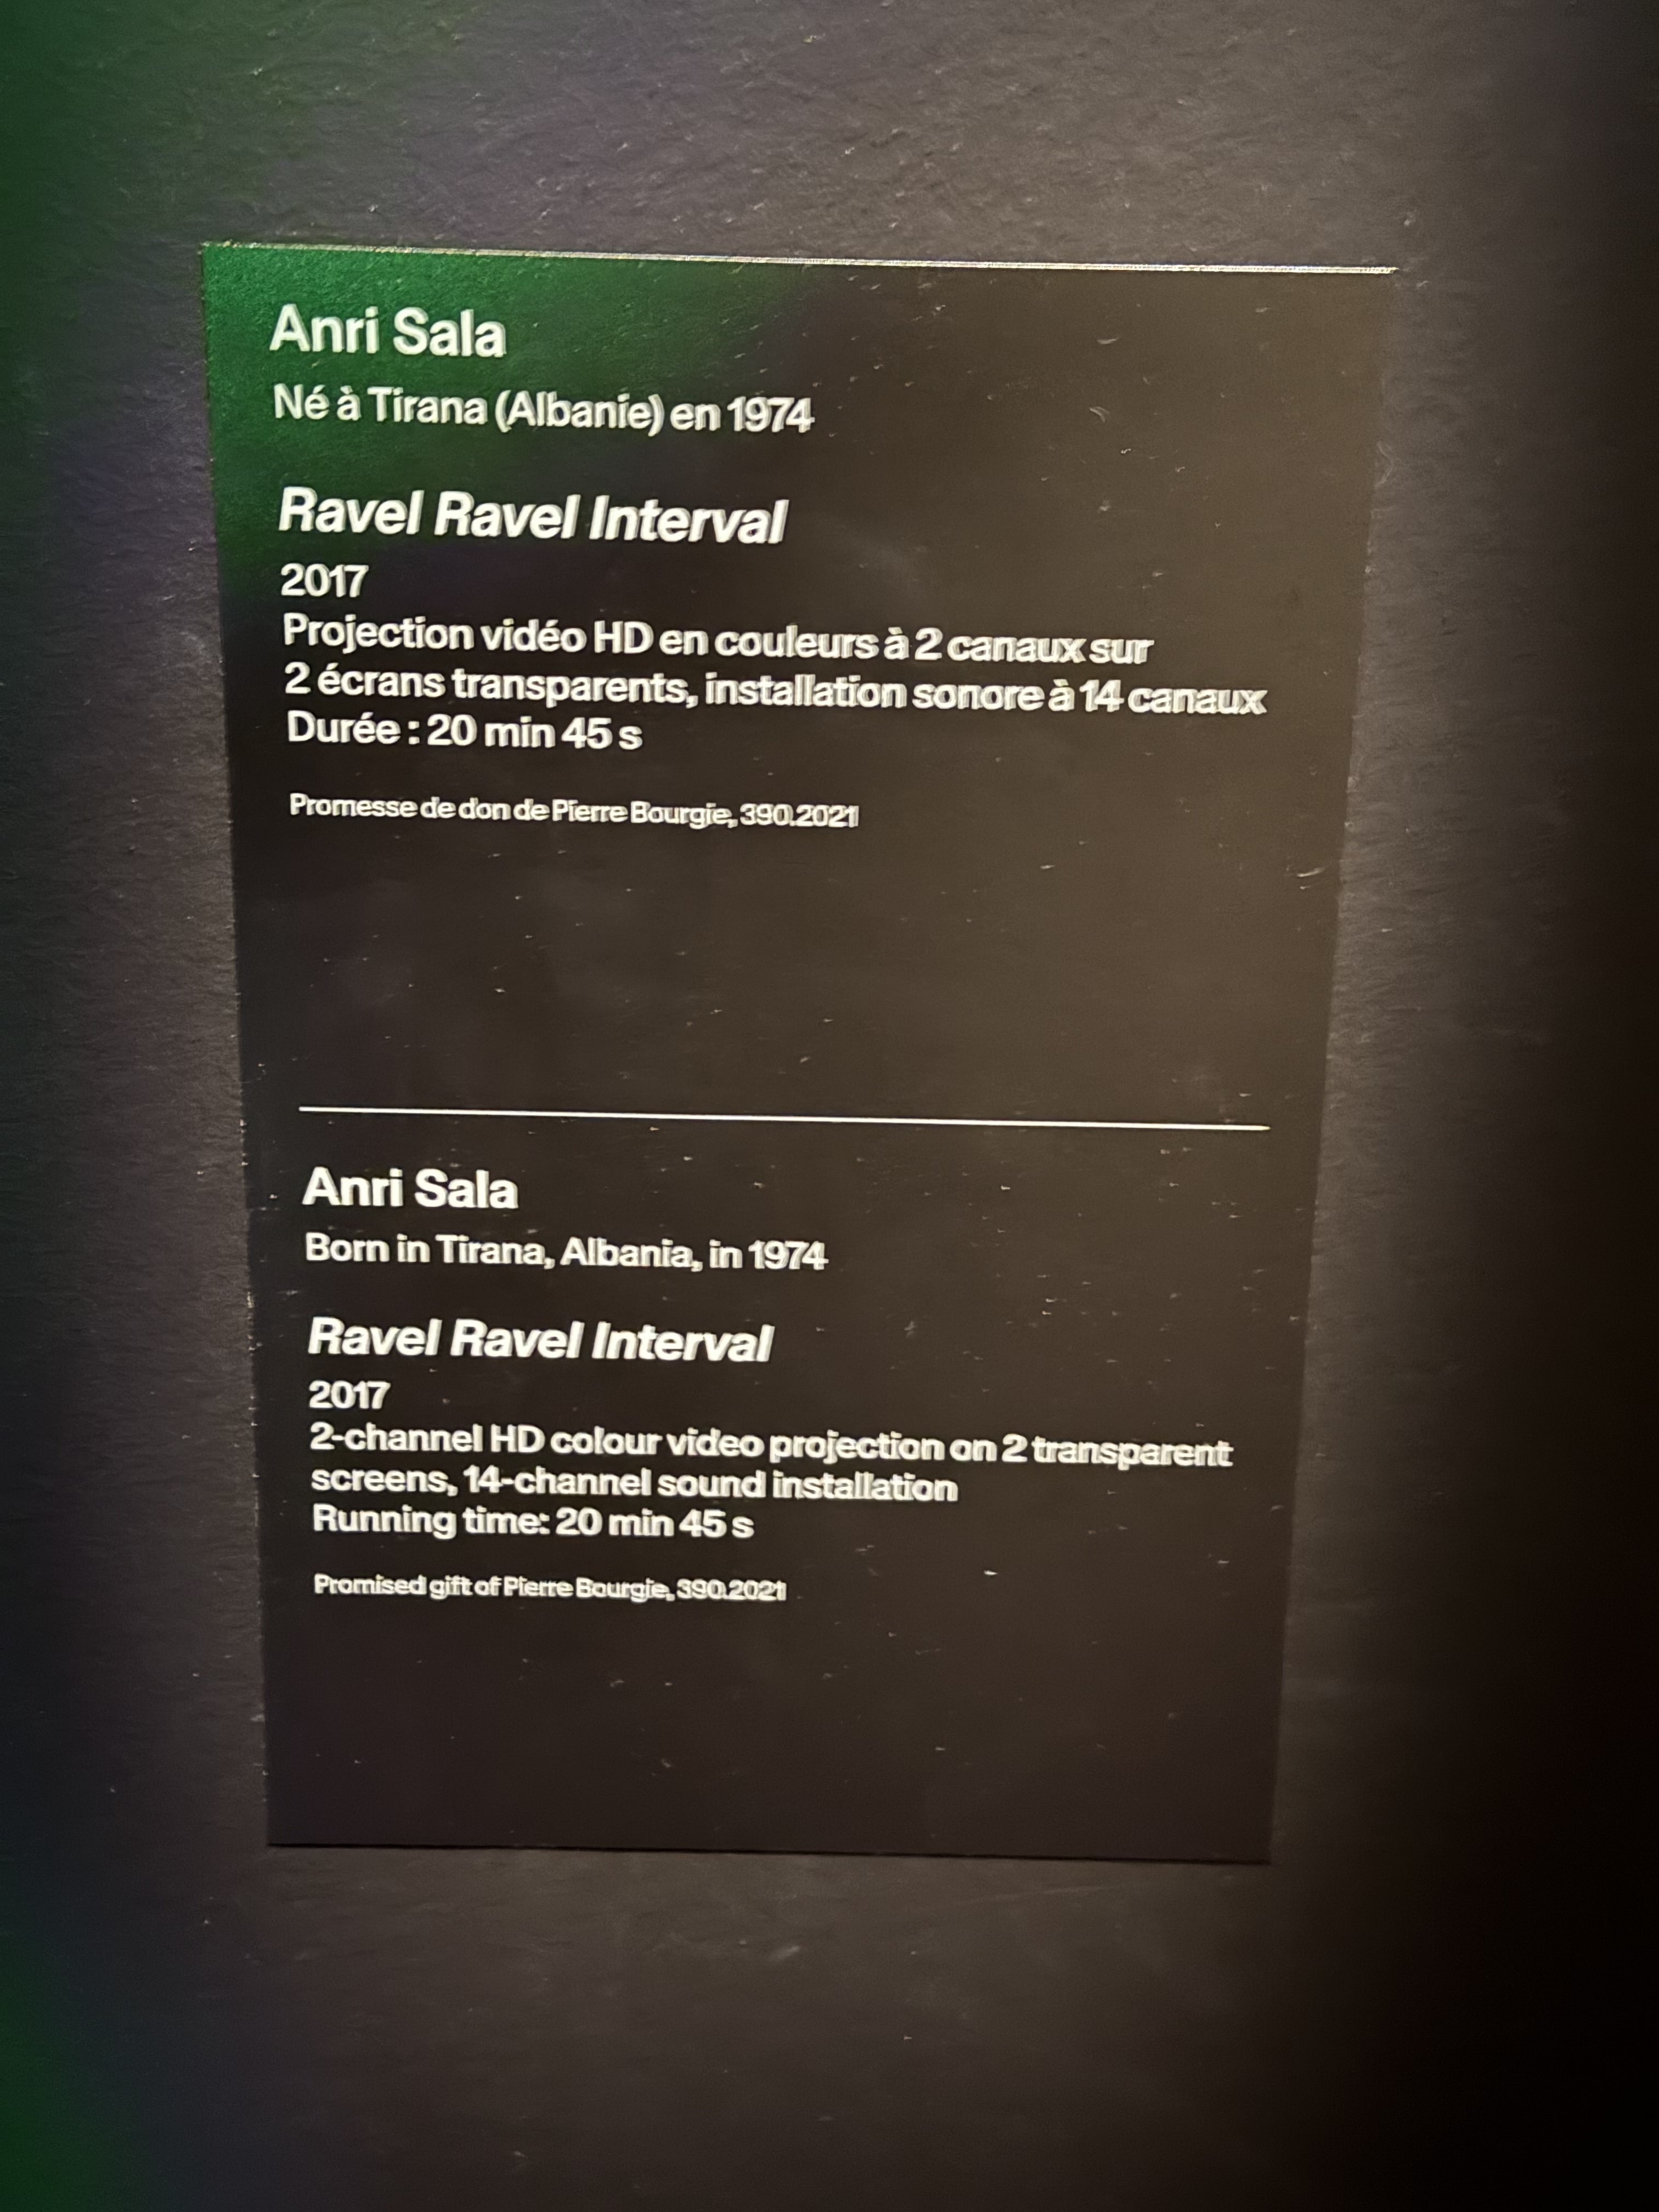 Anri Sala
Né à Tirana (Albanie) en 1974
Ravel Ravel Interval
2017
Projection vidéo HD en couleurs à 2 canaux sur
2 écrans transparents, installation sonore à 14 canaux
Durée : 20 min 45 s
Promesse de don de Pierre Bourgie, 390.2021
Anri Sala
Born in Tirana, Albania, in 1974
Ravel Ravel Interval
2017
2-channel HD colour video projection on 2 transparent
screens, 14-channel sound installation
Running time: 20 min 45 s
Promised gift of Pierre Bourgie, 390.2021